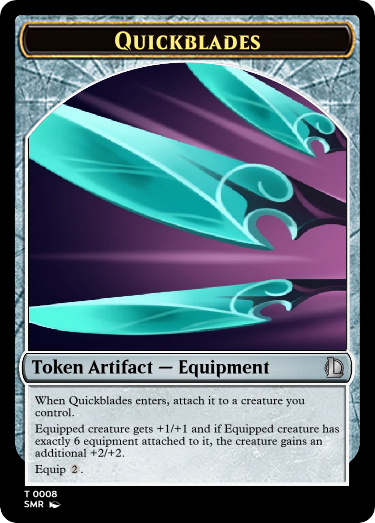 Quickblades
Token Artifact — Equipment
When Quickblades enters, attach it to a creature you
control.
Equipped creature gets +1/+1 and if Equipped creature has
exactly 6 equipment attached to it, the creature gains an
additional +2/+2.
Equip 2.
T 0008
SMR